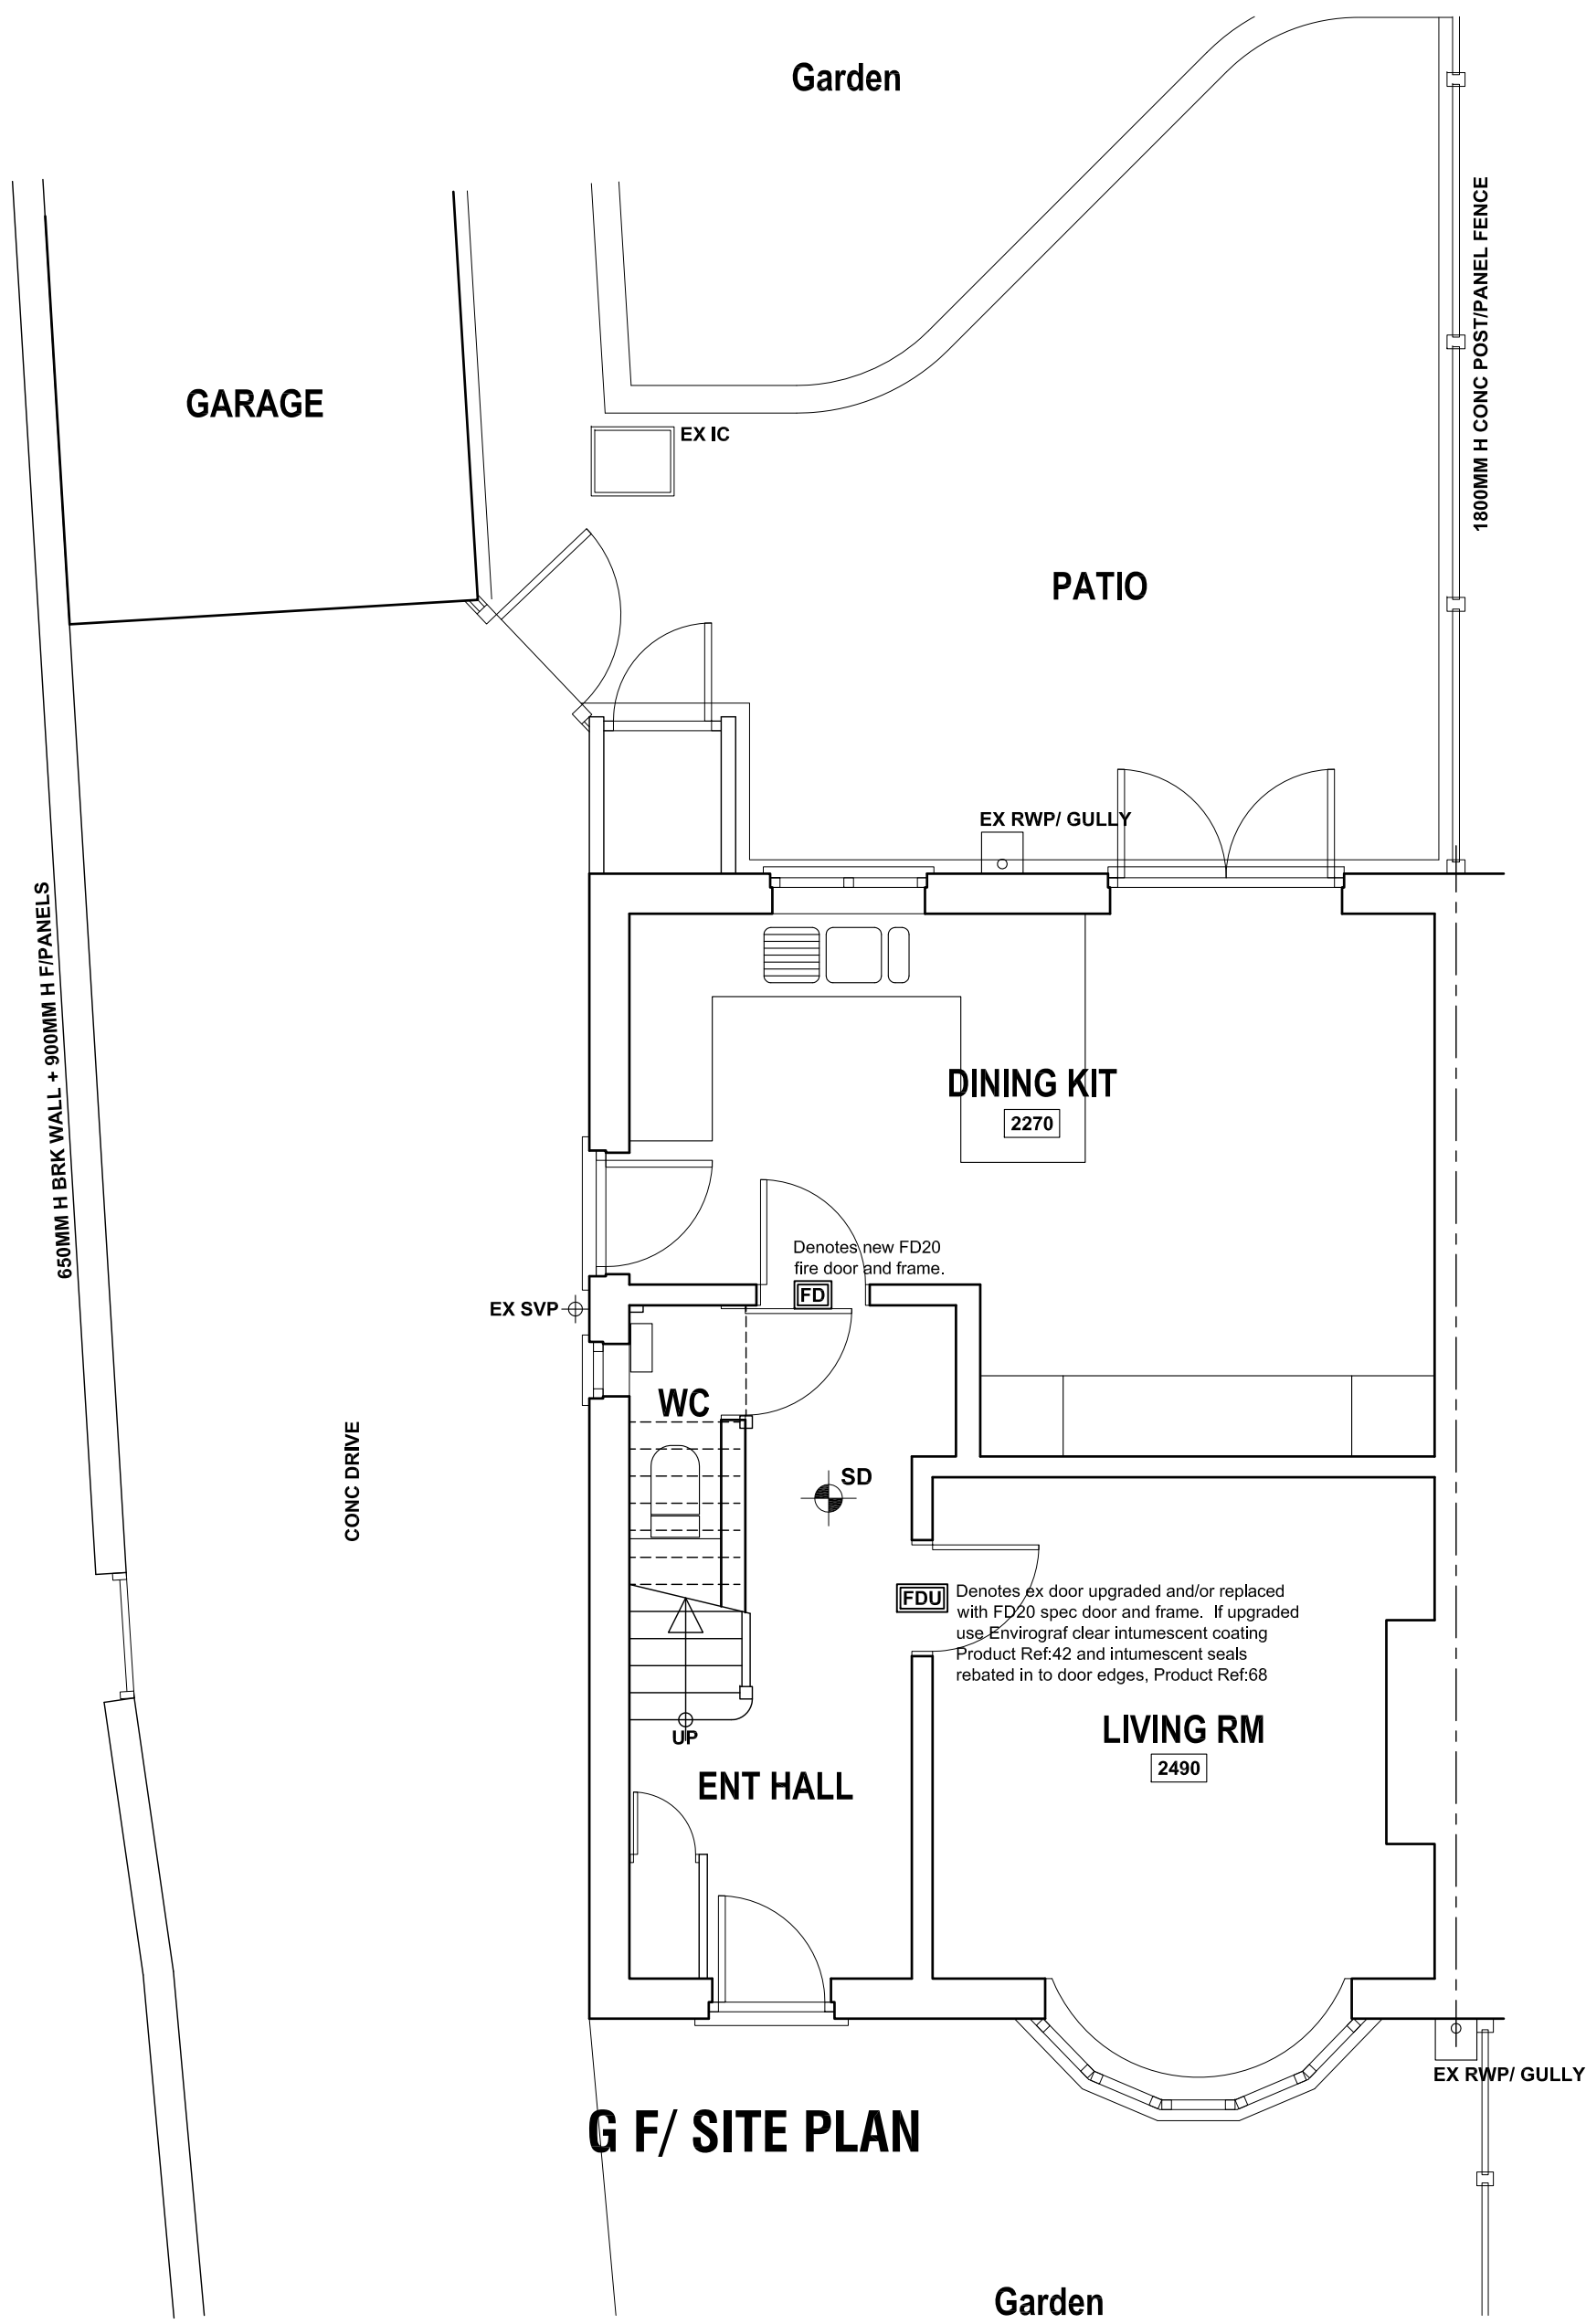 Garden
1800MM H CONC POST/PANEL FENCE
GARAGE
EX IC
PATIO
EX RWP/ GULLY
650MM H BRK WALL + 900MM H F/PANELS
DINING KIT
2270
Denotes new FD20
fire door and frame.
FD
EX SVP
WC
CONC DRIVE
SD
FDU
Denotes ex door upgraded and/or replaced
with FD20 spec door and frame. If upgraded
use Envirograf clear intumescent coating
Product Ref:42 and intumescent seals
rebated in to door edges, Product Ref:68
UP
LIVING RM
2490
ENT HALL
EX RWP/ GULLY
G F/ SITE PLAN
Garden